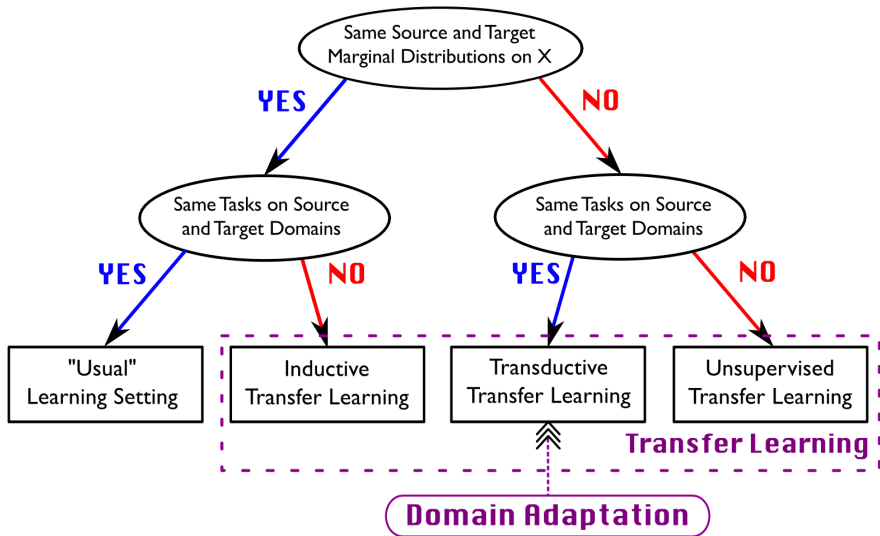 Same Source and Target
Marginal Distributions on X
YES
NO
Same Tasks on Source
and Target Domains
Same Tasks on Source
and Target Domains
YES
NO
YES
NO
"Usual"
Learning Setting
Inductive
Transfer Learning
Transductive
Transfer Learning
Unsupervised
Transfer Learning
Transfer Learning
Domain Adaptation